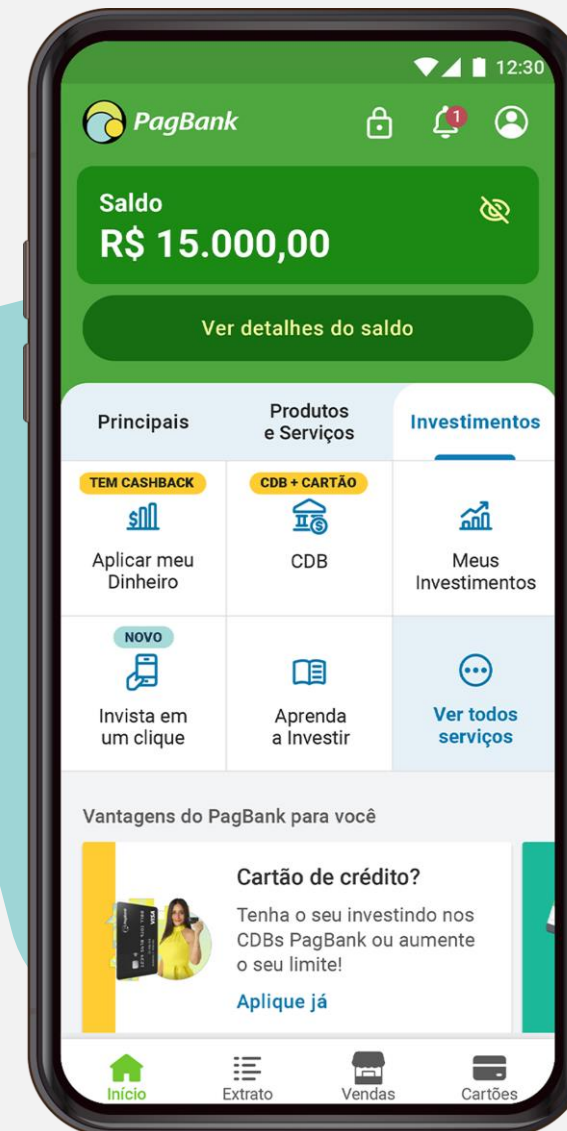 12:30
PagBank
1
Saldo
R$ 15.000,00
Ver detalhes do saldo
Principais
Produtos
e Serviços
Investimentos
TEM CASHBACK
Aplicar meu
Dinheiro
CDB + CARTÃO
CDB
Meus
Investimentos
NOVO
Invista em
um clique
Aprenda
a Investir
Ver todos
serviços
Vantagens do PagBank para você
Cartão de crédito?
Tenha o seu investindo nos
CDBs PagBank ou aumente
o seu limite!
Aplique já
VISA
Início
Extrato
Vendas
Cartões